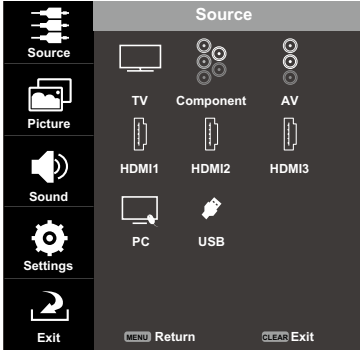 Source
Source
Picture
Sound
Settings
Exit
TV Component AV
HDMI1 HDMI2 HDMI3
PC USB
MENU Return CLEAR Exit